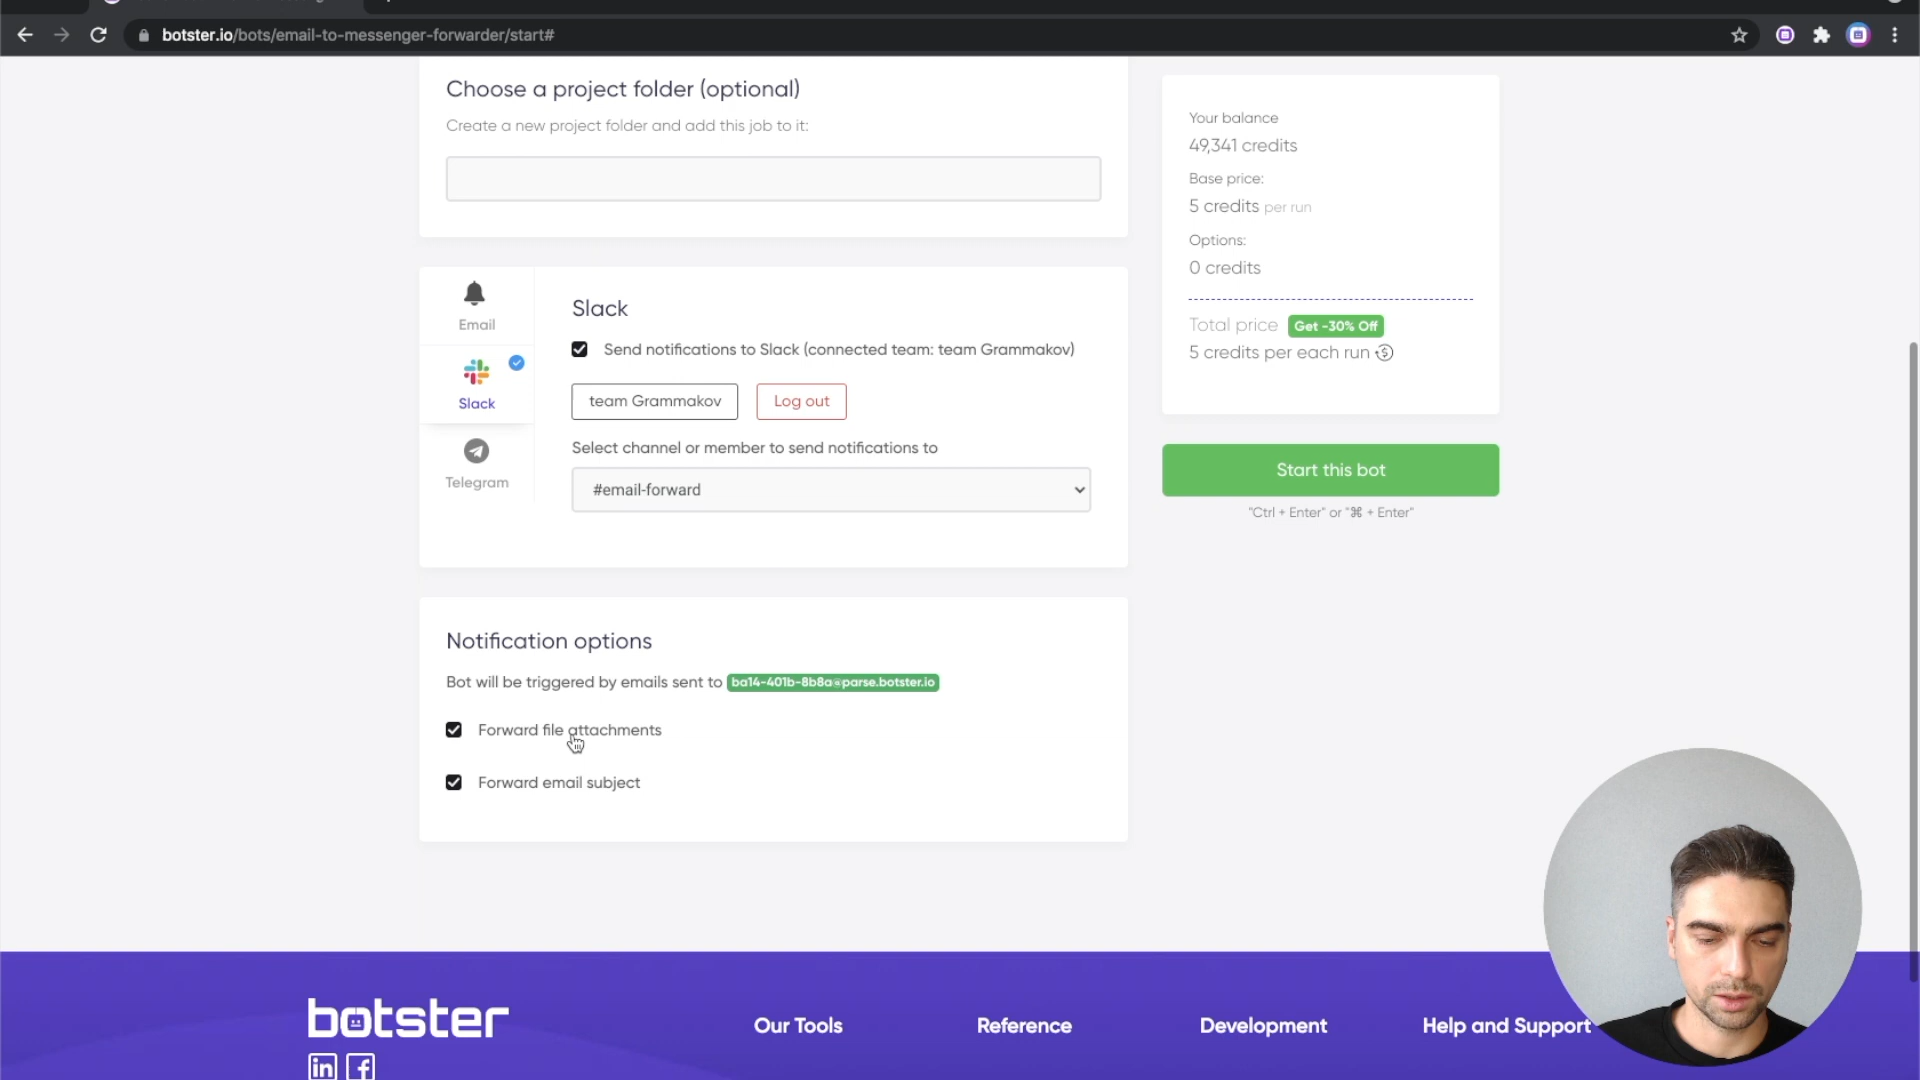 botster.io/bots/email-to-messenger-forwarder/start#
Choose a project folder (optional)
Create a new project folder and add this job to it:
Your balance
49,341 credits
Base price:
5 credits per run
Options:
0 credits
Total price Get -30% Off
5 credits per each run
Start this bot
"Ctrl + Enter" or "⌘ + Enter"
Email
Slack
Telegram
Slack
Send notifications to Slack (connected team: team Grammakov)
team Grammakov
Log out
Select channel or member to send notifications to
#email-forward
Notification options
Bot will be triggered by emails sent to ba14-401b-8b8a@parse.botster.io
Forward file attachments
Forward email subject
botster
in f
Our Tools
Reference
Development
Help and Support